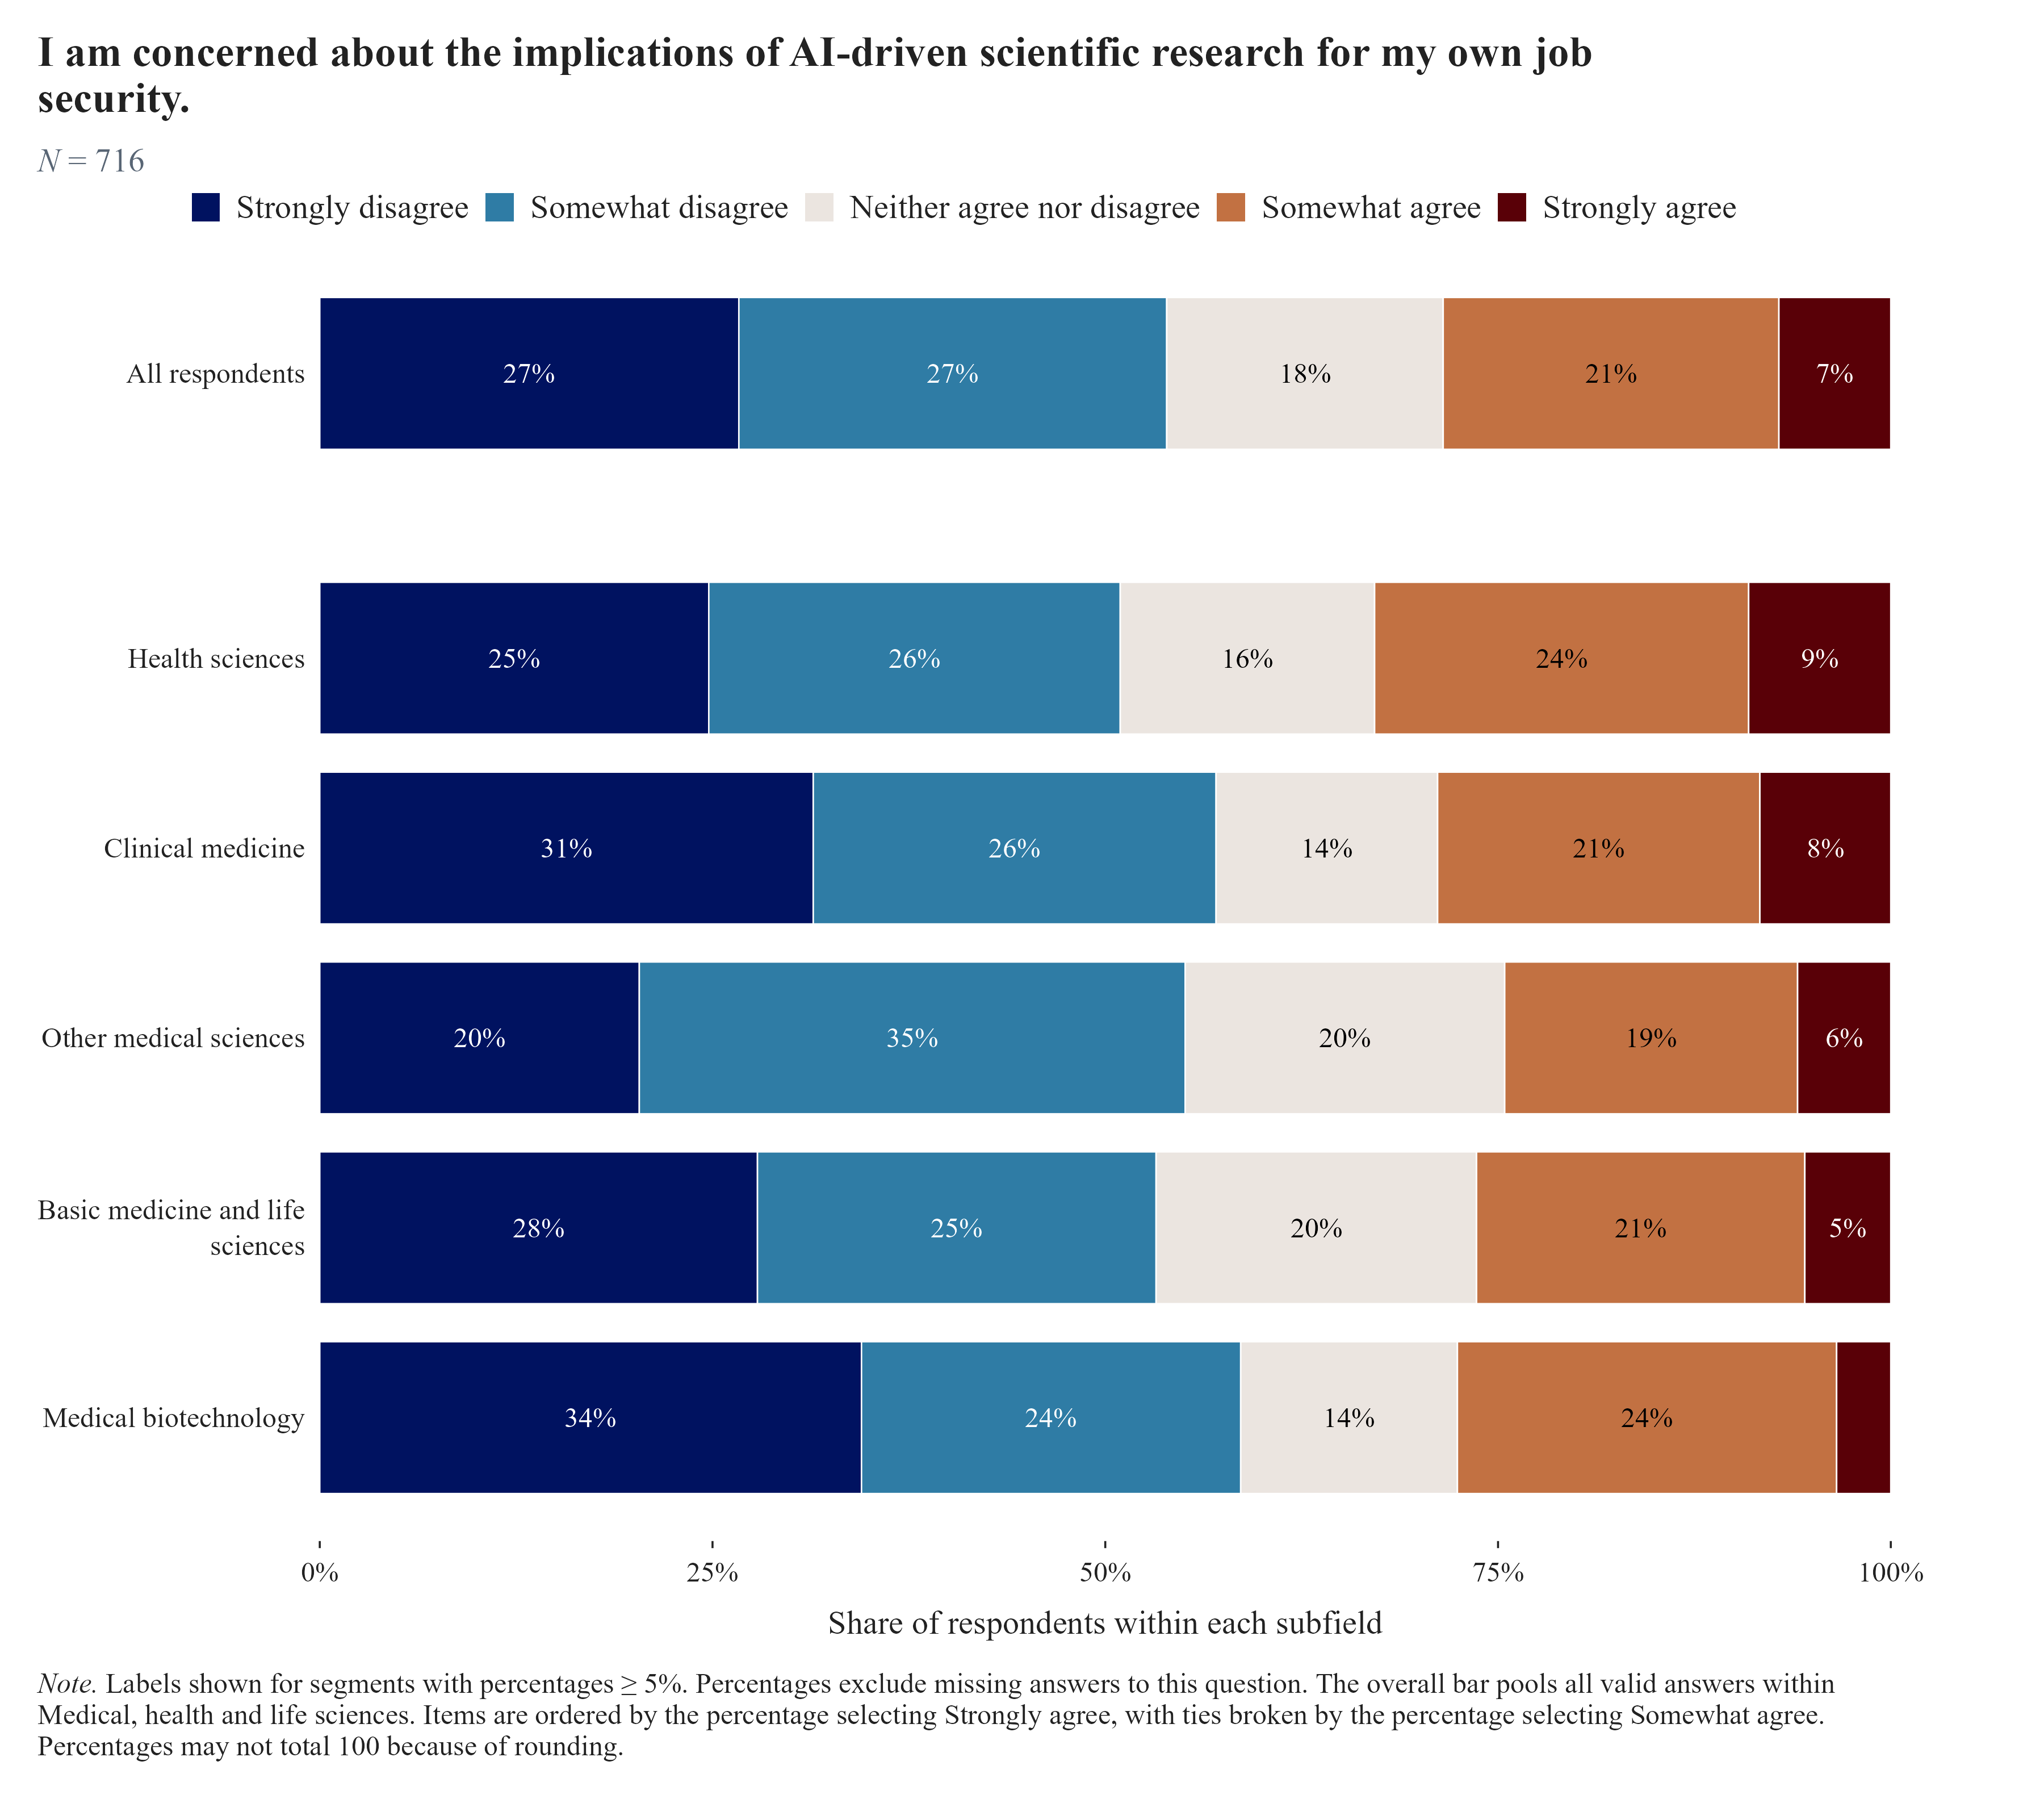 I am concerned about the implications of AI-driven scientific research for my own job
security.
N = 716
Strongly disagree Somewhat disagree Neither agree nor disagree Somewhat agree Strongly agree
All respondents 27% 27% 18% 21% 7%
Health sciences 25% 26% 16% 24% 9%
Clinical medicine 31% 26% 14% 21% 8%
Other medical sciences 20% 35% 20% 19% 6%
Basic medicine and life
sciences 28% 25% 20% 21% 5%
Medical biotechnology 34% 24% 14% 24%
0% 25% 50% 75% 100%
Share of respondents within each subfield
Note. Labels shown for segments with percentages ≥ 5%. Percentages exclude missing answers to this question. The overall bar pools all valid answers within
Medical, health and life sciences. Items are ordered by the percentage selecting Strongly agree, with ties broken by the percentage selecting Somewhat agree.
Percentages may not total 100 because of rounding.